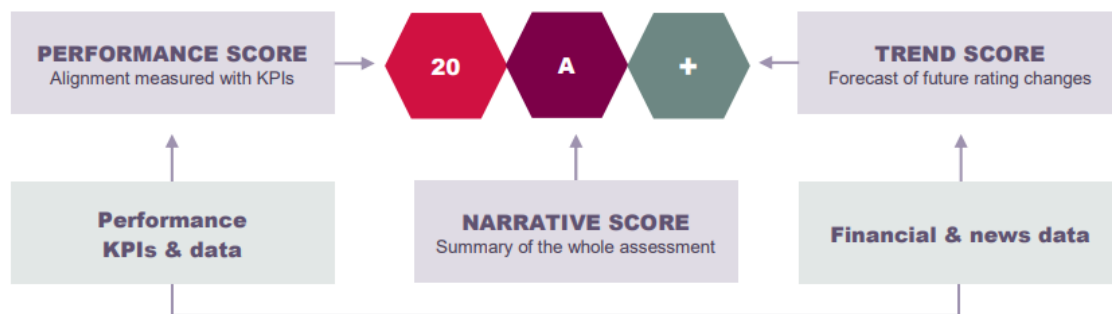 PERFORMANCE SCORE
Alignment measured with KPIs
20
A
+
TREND SCORE
Forecast of future rating changes
Performance
KPIs & data
NARRATIVE SCORE
Summary of the whole assessment
Financial & news data